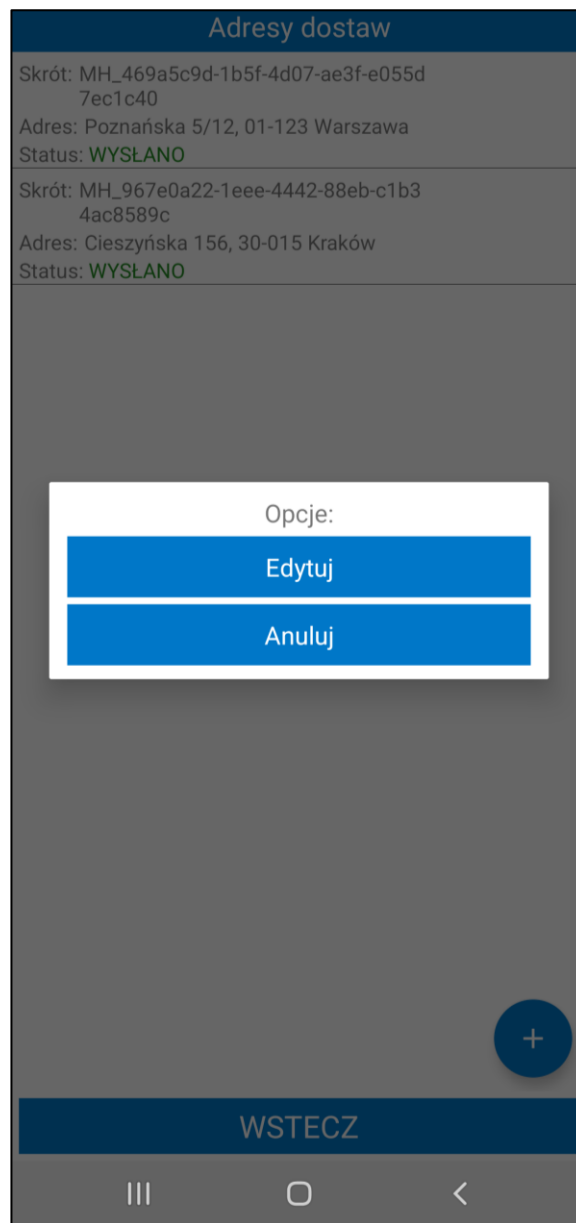 Adresy dostaw
Skrót: MH_469a5c9d-1b5f-4d07-ae3f-e055d
7ec1c40
Adres: Poznańska 5/12, 01-123 Warszawa
Status: WYSŁANO
Skrót: MH_967e0a22-1eee-4442-88eb-c1b3
4ac8589c
Adres: Cieszyńska 156, 30-015 Kraków
Status: WYSŁANO
Opcje:
Edytuj
Anuluj
+
WSTECZ